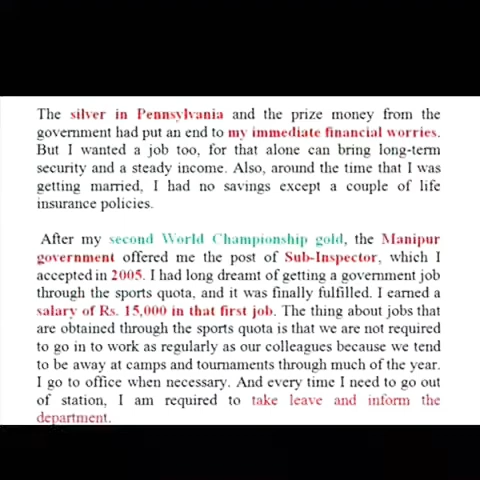 The silver in Pennsylvania and the prize money from the
government had put an end to my immediate financial worries.
But I wanted a job too, for that alone can bring long-term
security and a steady income. Also, around the time that I was
getting married, I had no savings except a couple of life
insurance policies.
After my second World Championship gold, the Manipur
government offered me the post of Sub-Inspector, which I
accepted in 2005. I had long dreamt of getting a government job
through the sports quota, and it was finally fulfilled. I earned a
salary of Rs. 15,000 in that first job. The thing about jobs that
are obtained through the sports quota is that we are not required
to go in to work as regularly as our colleagues because we tend
to be away at camps and tournaments through much of the year.
I go to office when necessary. And every time I need to go out
of station, I am required to take leave and inform the
department.